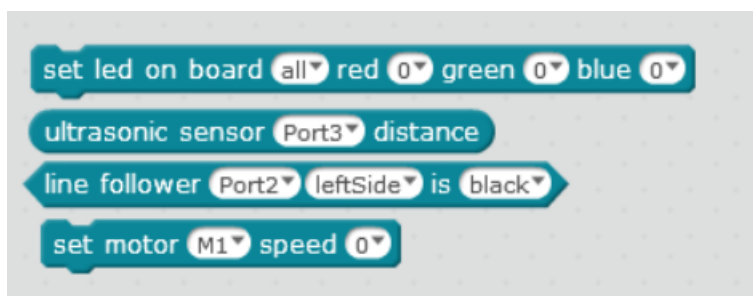 set led on board all red 0 green 0 blue 0
ultrasonic sensor Port3 distance
line follower Port2 leftSide is black
set motor M1 speed 0